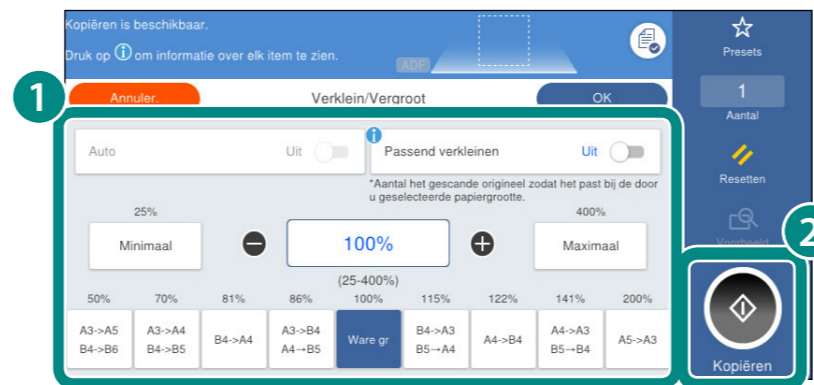 Kopiëren is beschikbaar.
Druk op ⓘ om informatie over elk item te zien.
ADF
Presets
1
Annuler.
Verklein/Vergroot
OK
1
Aantal
Auto
Uit
Passend verkleinen
Uit
*Aantal het gescande origineel zodat het past bij de door
u geselecteerde papiergrootte.
Resetten
25%
400%
Minimaal
100%
Maximaal
Voorbeeld
2
(25-400%)
50% 70% 81% 86% 100% 115% 122% 141% 200%
A3->A5 A3->A4 B4->A4 A3->B4 Ware gr B4->A3 A4->B4 A4->A3 A5->A3
B4->B6 B4->B5 A4→B5 B5→A4 B5→B4
Kopiëren